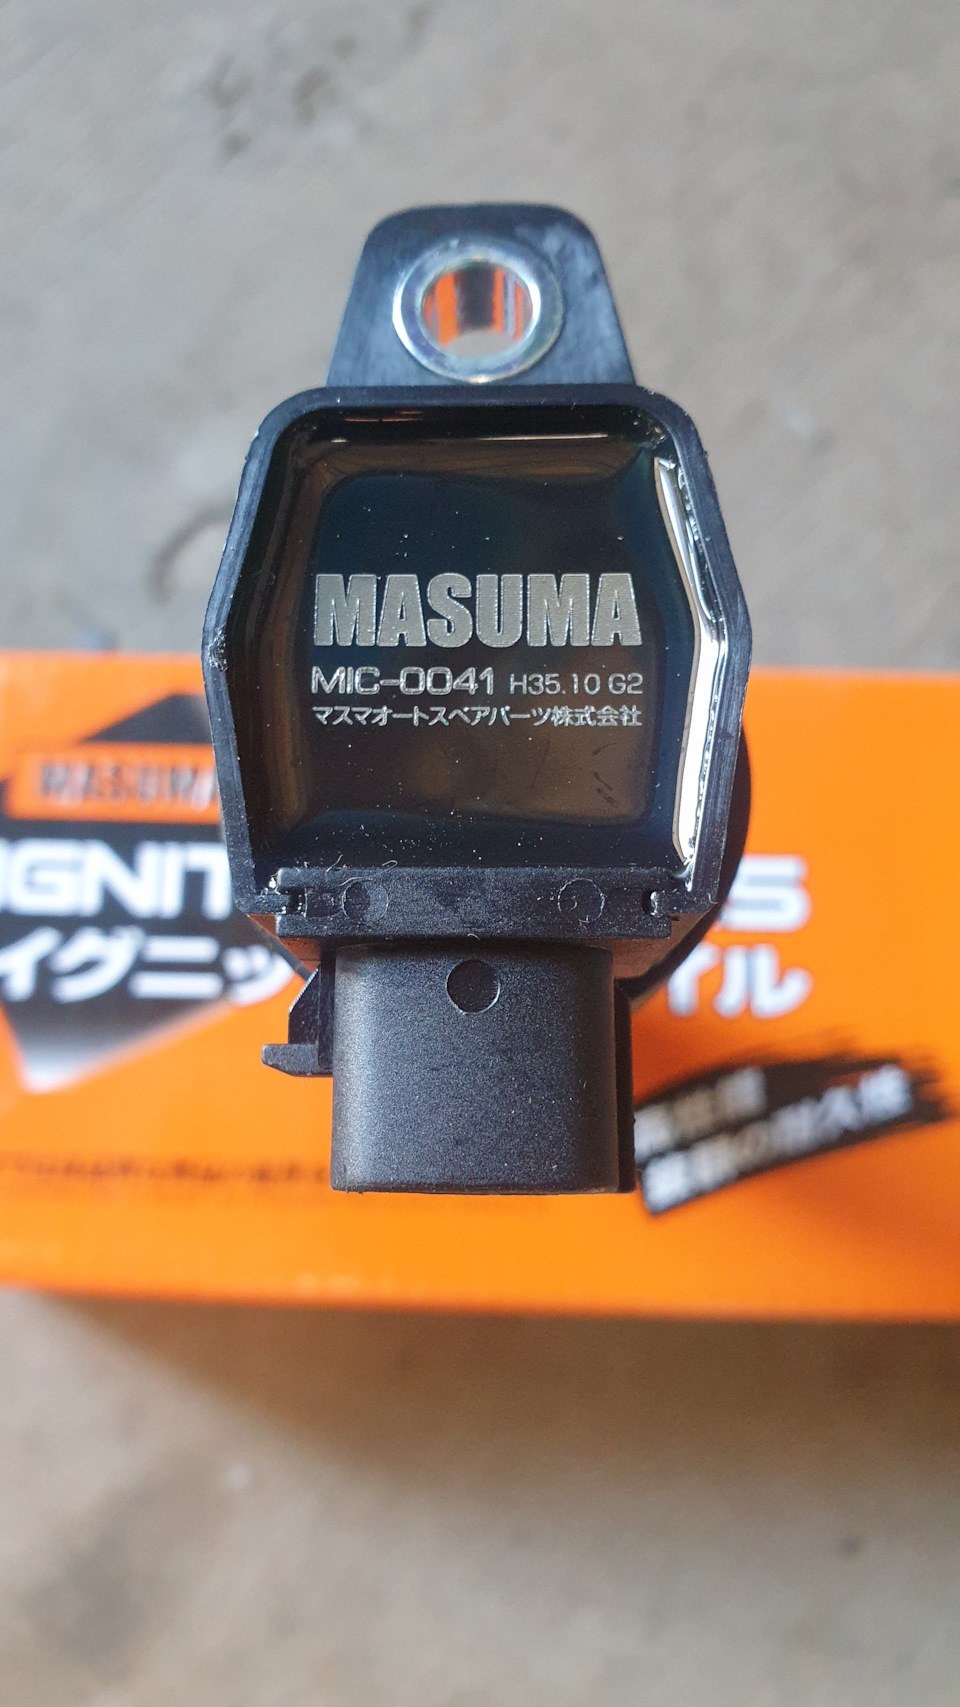 MASUMA
MIC-0041 H35.10 G2
マスマオートスペアパーツ株式会社
MASUMA
IGNIT
イグニッ
イル